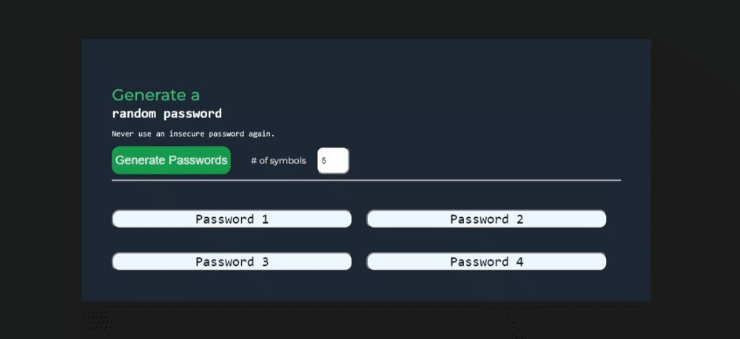 Generate a
random password
Never use an insecure password again.
Generate Passwords # of symbols 5
Password 1 Password 2
Password 3 Password 4